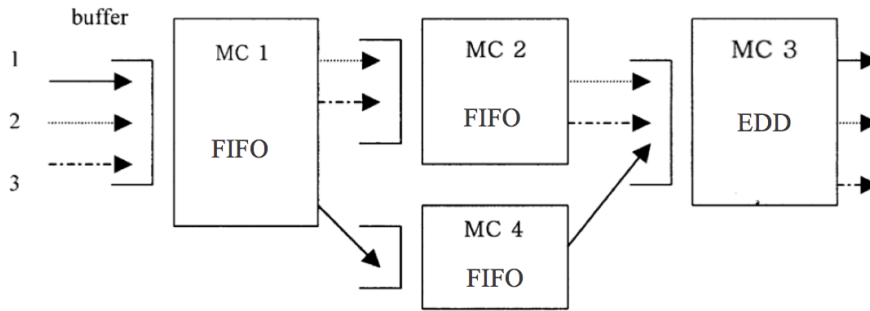 buffer
1
2
3
MC 1
FIFO
MC 2
FIFO
MC 3
EDD
MC 4
FIFO